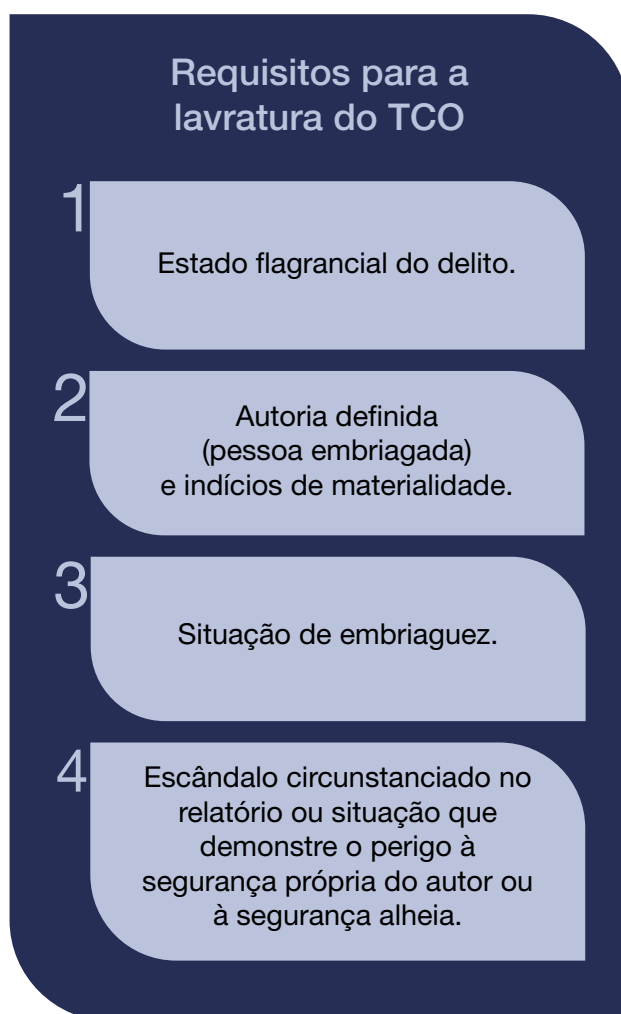 Requisitos para a
lavratura do TCO
1
Estado flagrancial do delito.
2
Autoria definida
(pessoa embriagada)
e indícios de materialidade.
3
Situação de embriaguez.
4
Escândalo circunstanciado no
relatório ou situação que
demonstre o perigo à
segurança própria do autor ou
à segurança alheia.